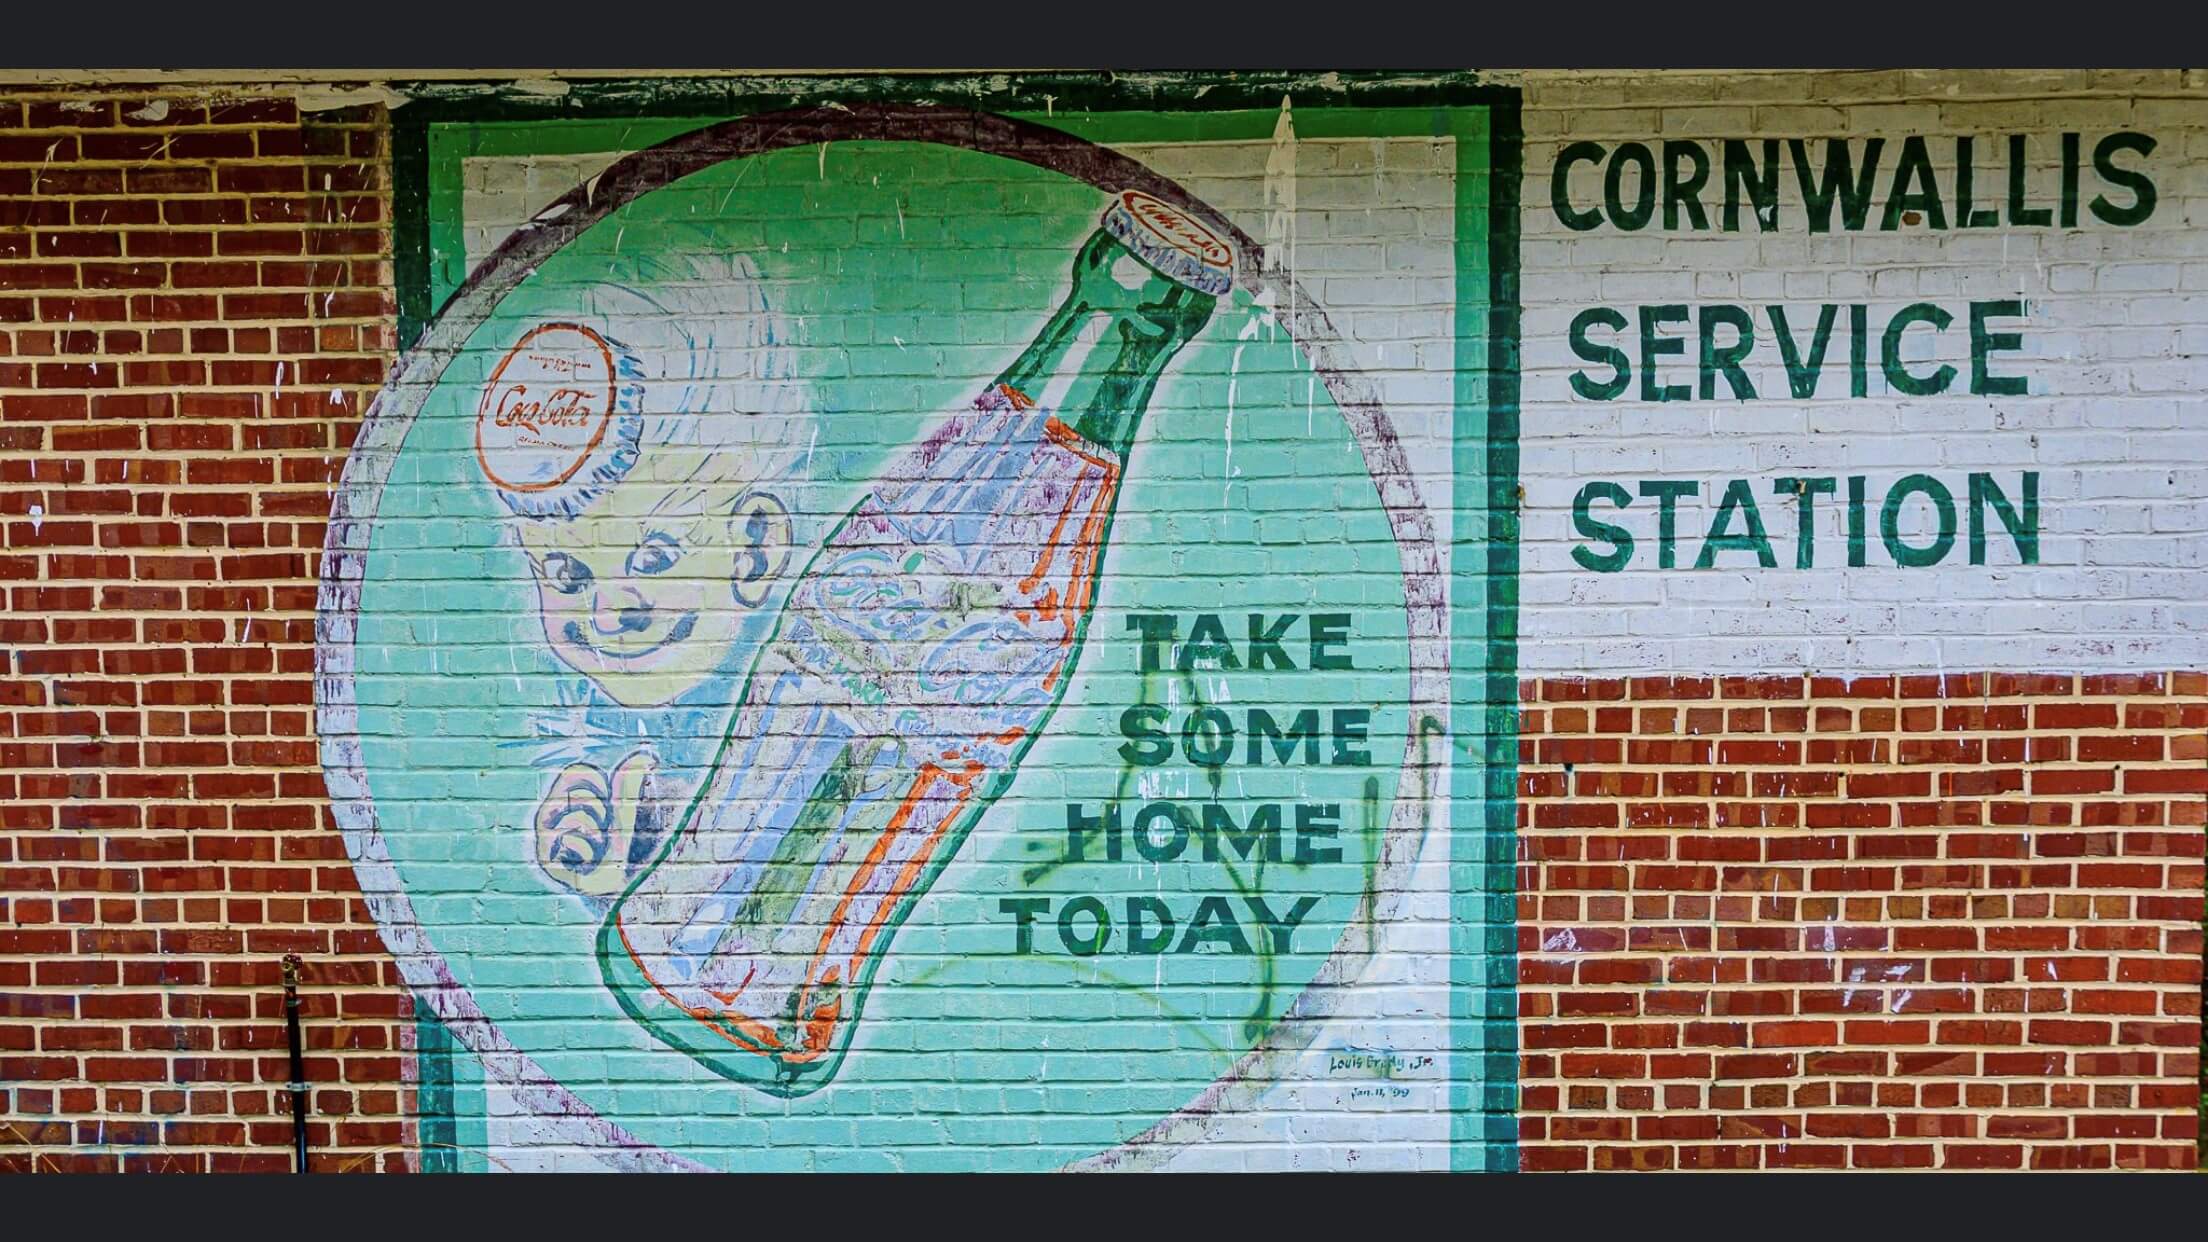 CORNWALLIS
SERVICE
STATION
Coca-Cola
Coca-Cola
TAKE
SOME
HOME
TODAY
Jan. 11, '99